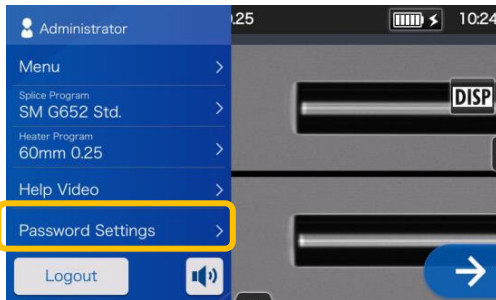 Administrator
.25
10:24
Menu
Splice Program
SM G652 Std.
DISP
Heater Program
60mm 0.25
Help Video
Password Settings
Logout